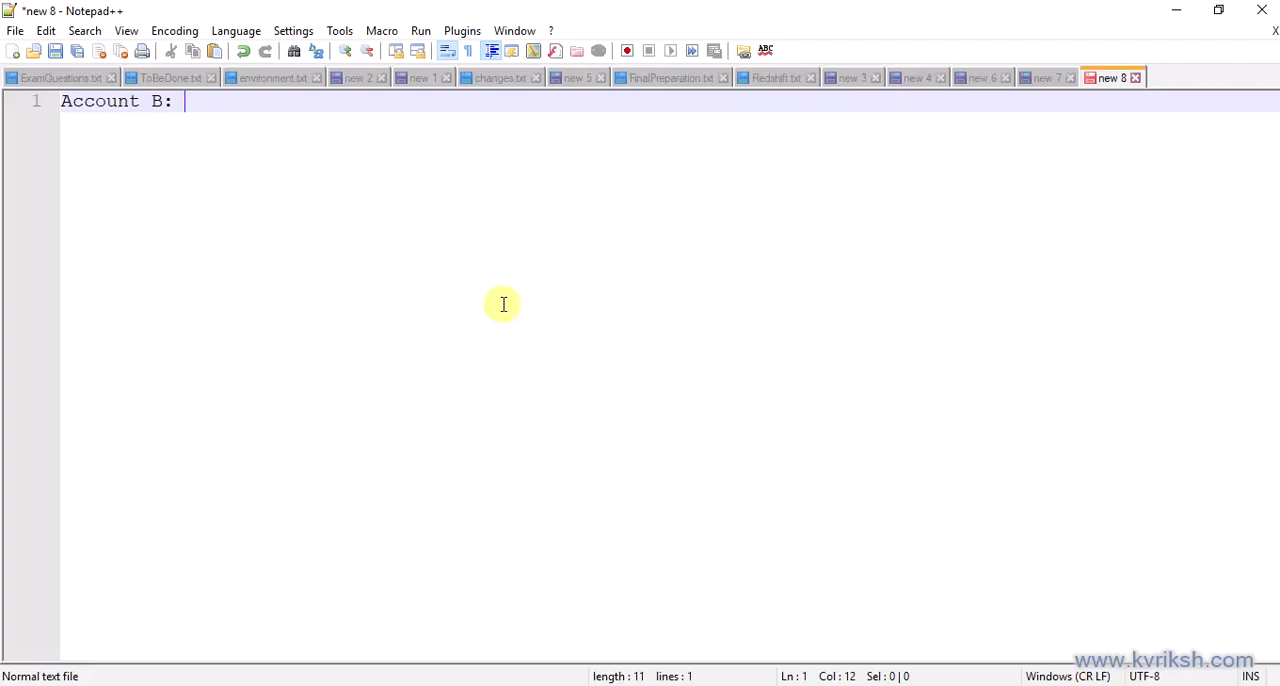 *new 8 - Notepad++
File Edit Search View Encoding Language Settings Tools Macro Run Plugins Window ? X
ExamQuestions.txt ToBeDone.txt environment.txt new 2 new 1 changes.txt new 5 FinalPreparation.txt Redshift.txt new 3 new 4 new 6 new 7 new 8
1 Account B:
www.kvriksh.com
Normal text file length : 11 lines : 1 Ln : 1 Col : 12 Sel : 0 | 0 Windows (CR LF) UTF-8 INS